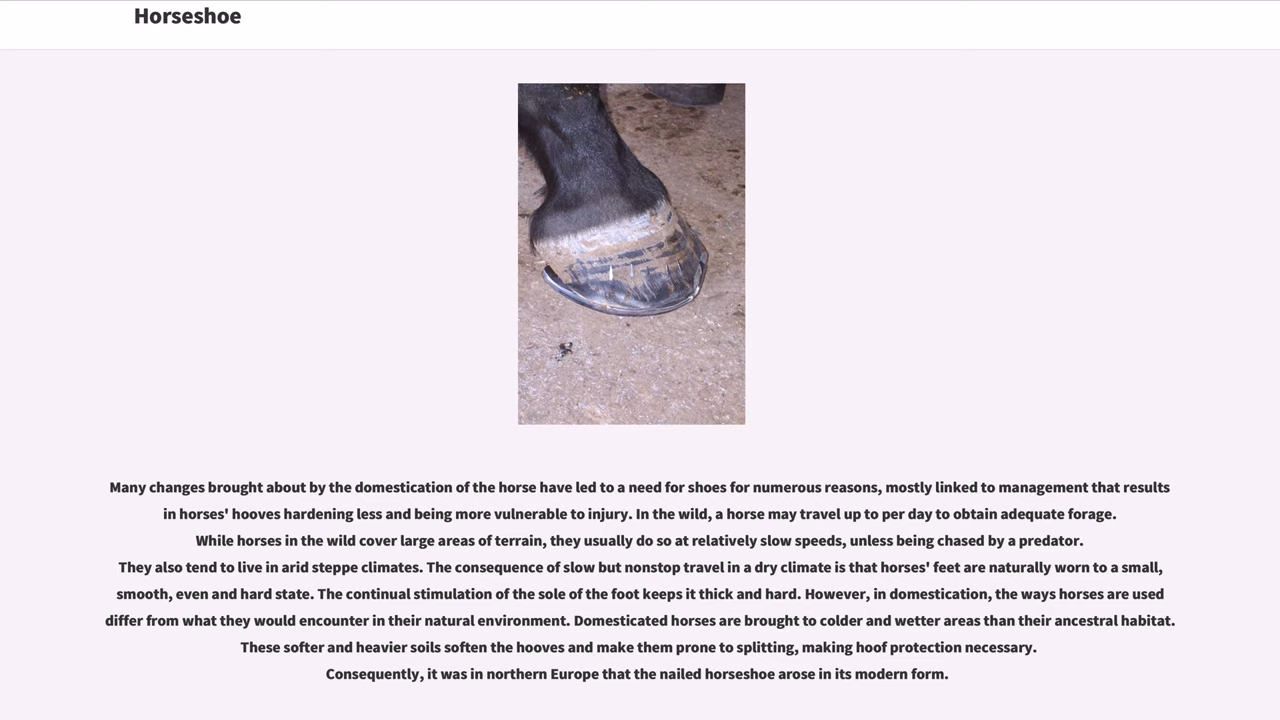 Horseshoe
Many changes brought about by the domestication of the horse have led to a need for shoes for numerous reasons, mostly linked to management that results
in horses' hooves hardening less and being more vulnerable to injury. In the wild, a horse may travel up to per day to obtain adequate forage.
While horses in the wild cover large areas of terrain, they usually do so at relatively slow speeds, unless being chased by a predator.
They also tend to live in arid steppe climates. The consequence of slow but nonstop travel in a dry climate is that horses' feet are naturally worn to a small,
smooth, even and hard state. The continual stimulation of the sole of the foot keeps it thick and hard. However, in domestication, the ways horses are used
differ from what they would encounter in their natural environment. Domesticated horses are brought to colder and wetter areas than their ancestral habitat.
These softer and heavier soils soften the hooves and make them prone to splitting, making hoof protection necessary.
Consequently, it was in northern Europe that the nailed horseshoe arose in its modern form.